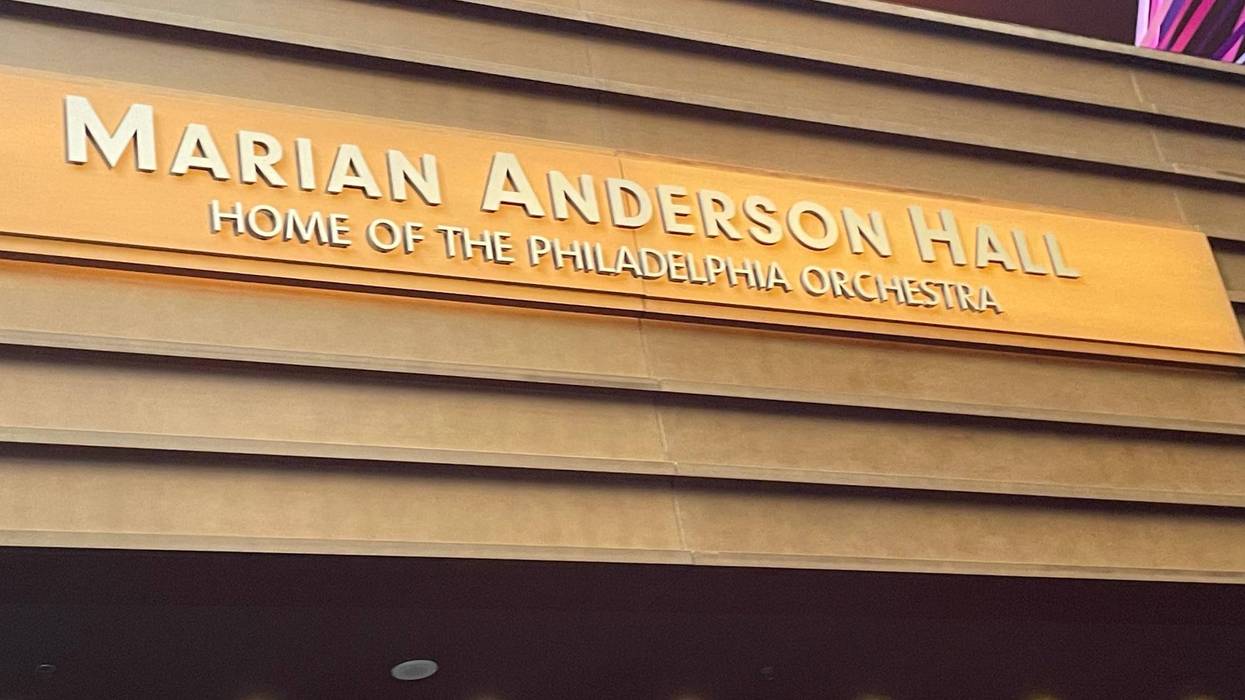 MARIAN ANDERSON HALL
HOME OF THE PHILADELPHIA ORCHESTRA